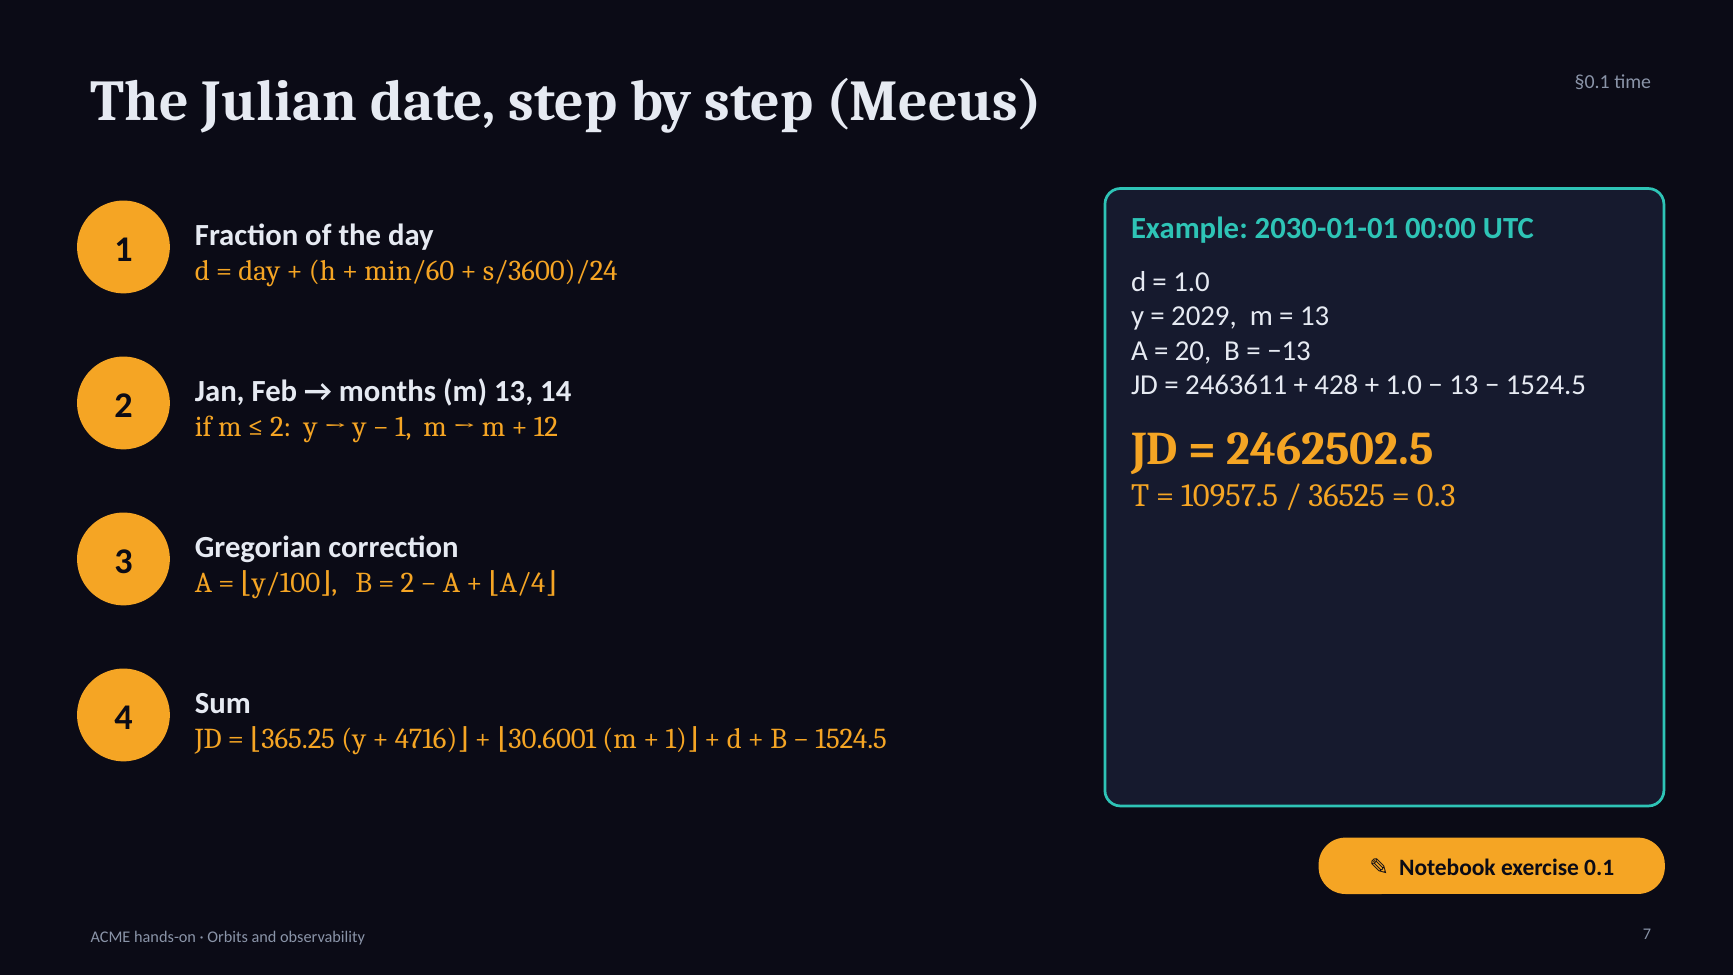 The Julian date, step by step (Meeus)
§0.1 time
1
Fraction of the day
d = day + (h + min/60 + s/3600)/24
2
Jan, Feb → months (m) 13, 14
if m ≤ 2: y → y − 1, m → m + 12
3
Gregorian correction
A = ⌊y/100⌋, B = 2 − A + ⌊A/4⌋
4
Sum
JD = ⌊365.25 (y + 4716)⌋ + ⌊30.6001 (m + 1)⌋ + d + B − 1524.5
Example: 2030-01-01 00:00 UTC
d = 1.0
y = 2029, m = 13
A = 20, B = −13
JD = 2463611 + 428 + 1.0 − 13 − 1524.5
JD = 2462502.5
T = 10957.5 / 36525 = 0.3
✎ Notebook exercise 0.1
ACME hands-on · Orbits and observability
7